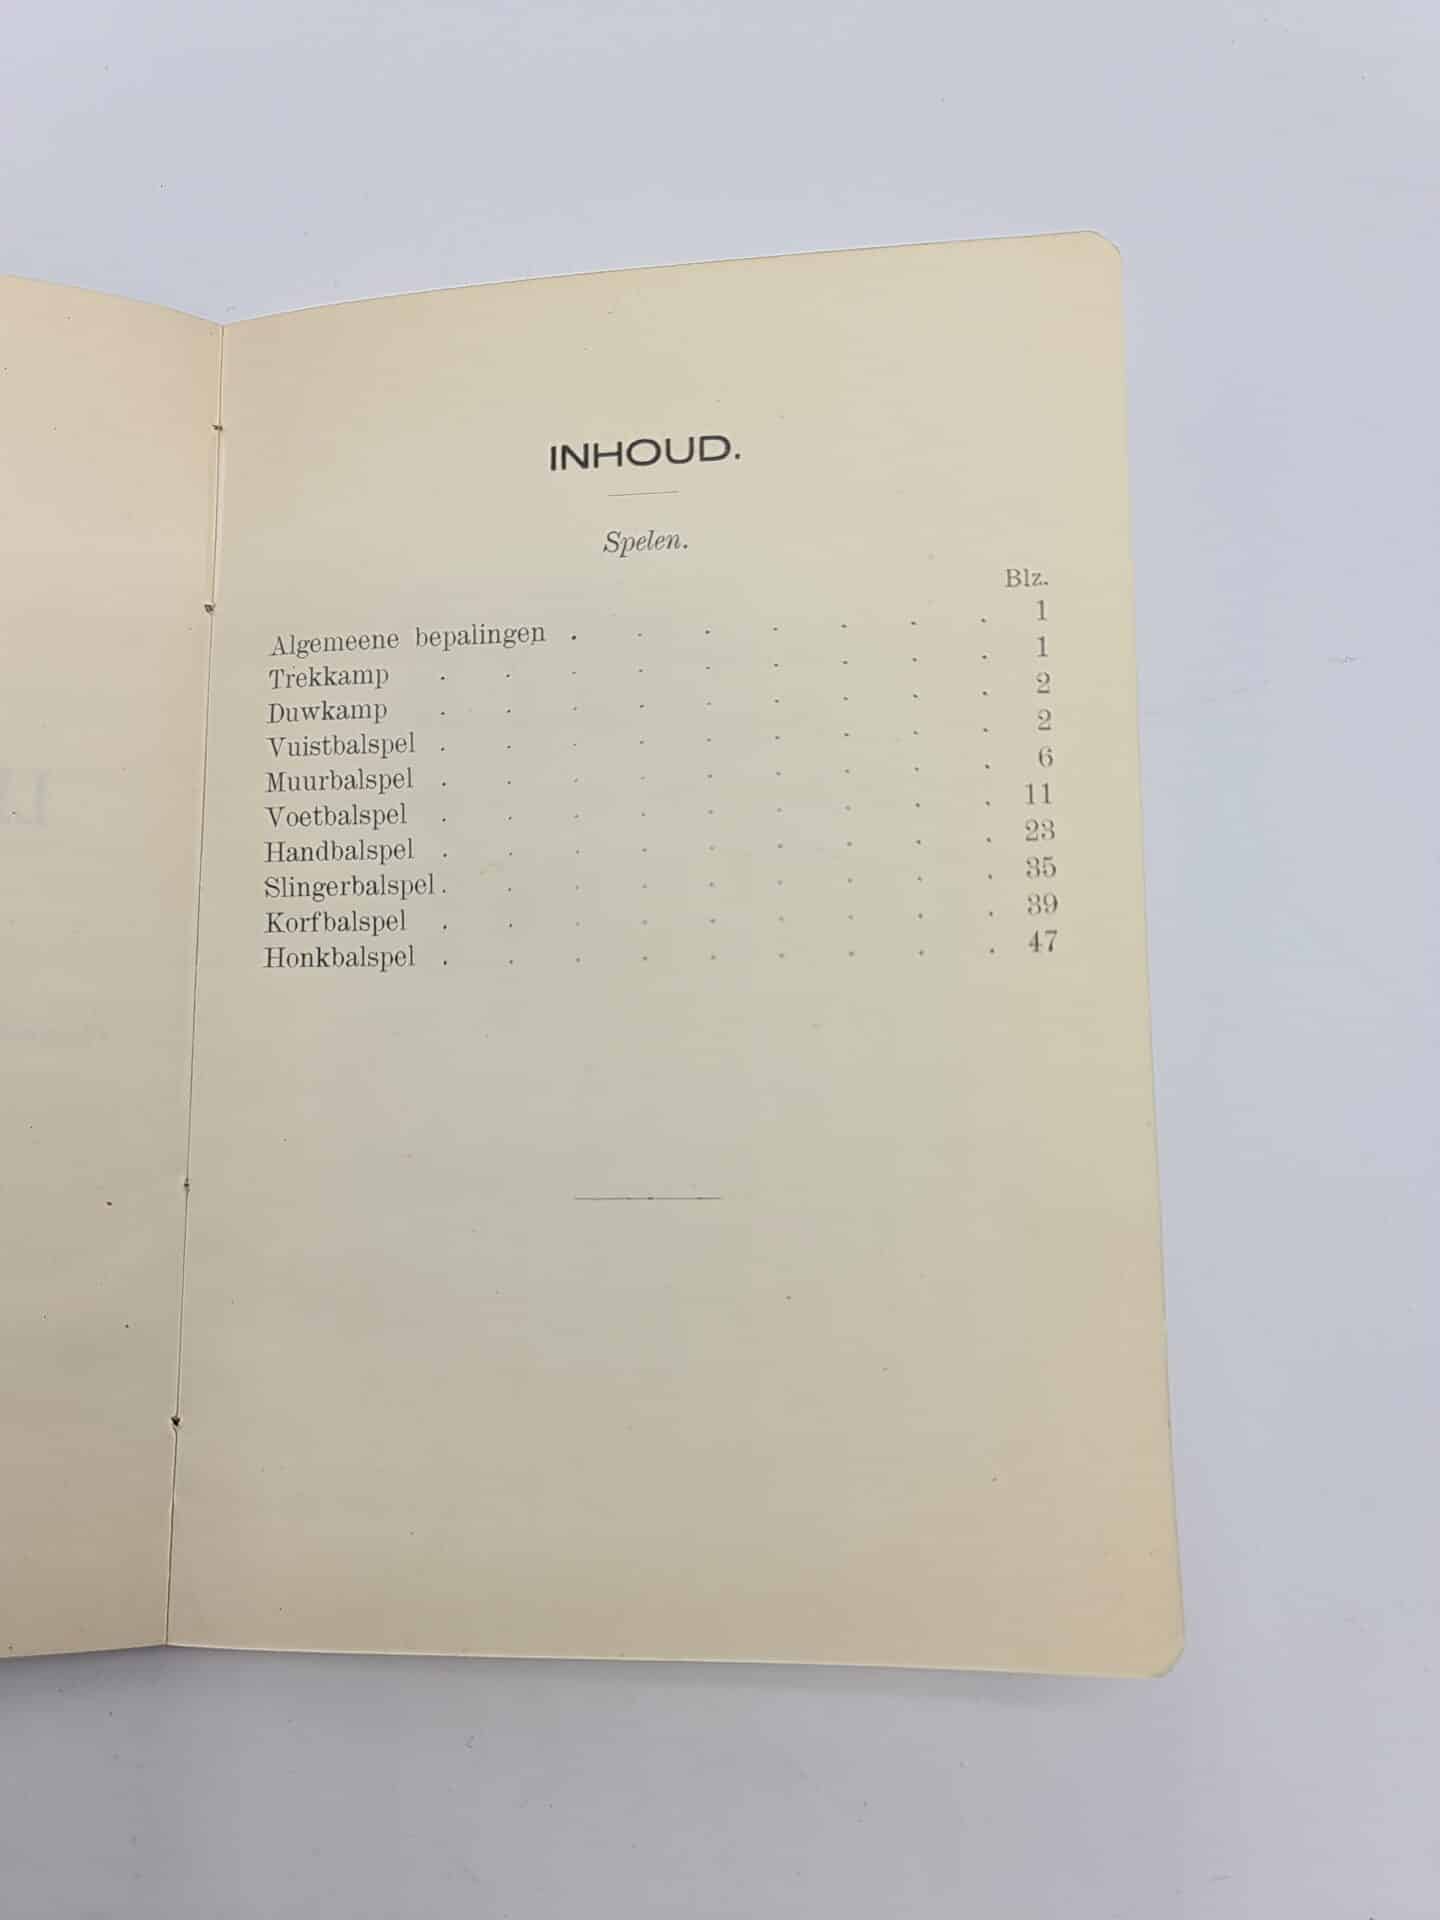 INHOUD.
Spelen.
Blz.
Algemeene bepalingen . . . . . . . 1
Trekkamp . . . . . . . . . 1
Duwkamp . . . . . . . . . 2
Vuistbalspel . . . . . . . . . 2
Muurbalspel . . . . . . . . . 6
Voetbalspel . . . . . . . . . 11
Handbalspel . . . . . . . . . 23
Slingerbalspel . . . . . . . . . 35
Korfbalspel . . . . . . . . . 39
Honkbalspel . . . . . . . . . 47